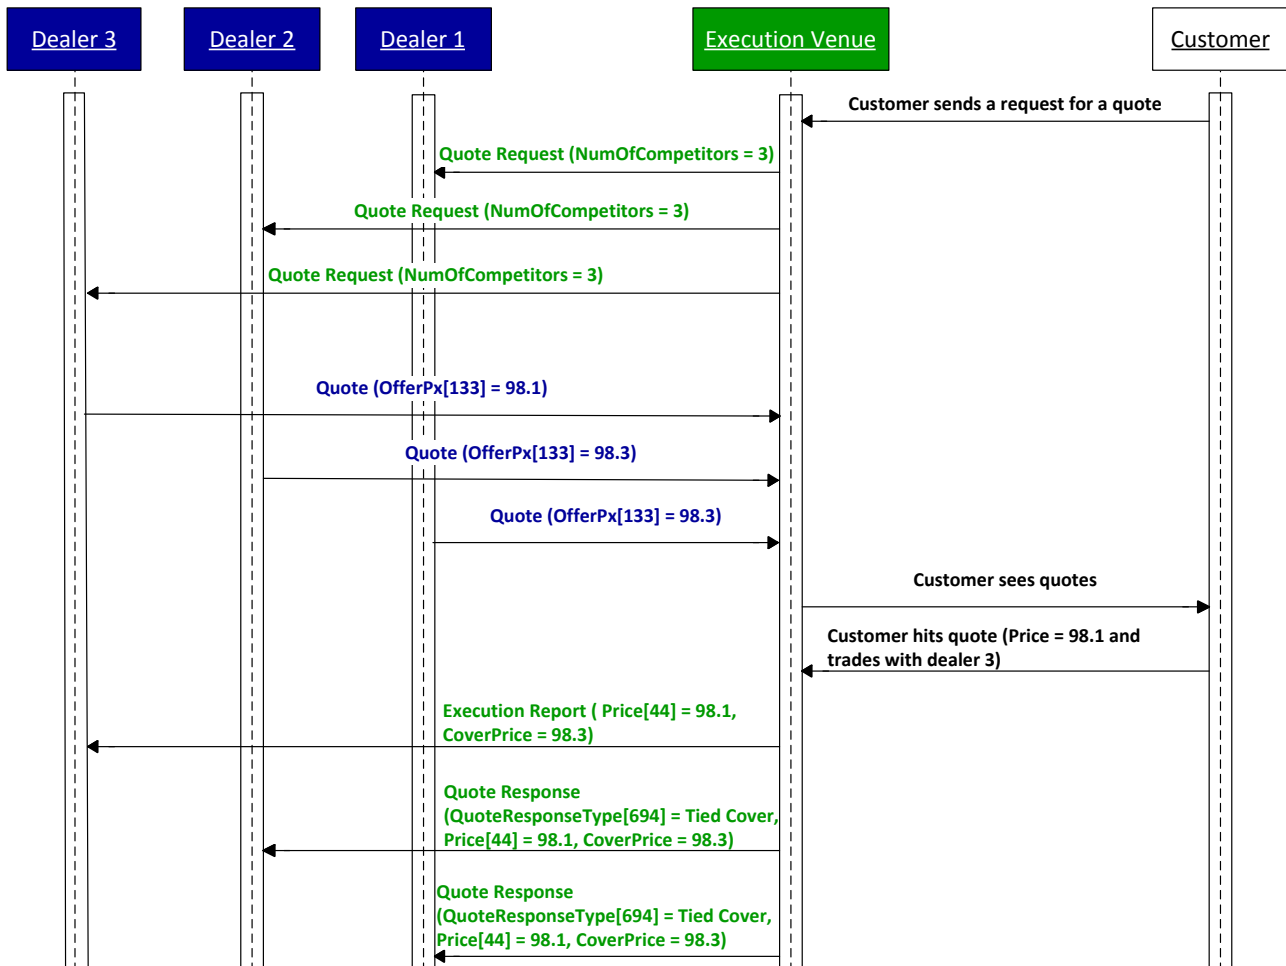 Dealer 3
Dealer 2
Dealer 1
Execution Venue
Customer
Customer sends a request for a quote
Quote Request (NumOfCompetitors = 3)
Quote Request (NumOfCompetitors = 3)
Quote Request (NumOfCompetitors = 3)
Quote (OfferPx[133] = 98.1)
Quote (OfferPx[133] = 98.3)
Quote (OfferPx[133] = 98.3)
Customer sees quotes
Customer hits quote (Price = 98.1 and
trades with dealer 3)
Execution Report ( Price[44] = 98.1,
CoverPrice = 98.3)
Quote Response
(QuoteResponseType[694] = Tied Cover,
Price[44] = 98.1, CoverPrice = 98.3)
Quote Response
(QuoteResponseType[694] = Tied Cover,
Price[44] = 98.1, CoverPrice = 98.3)